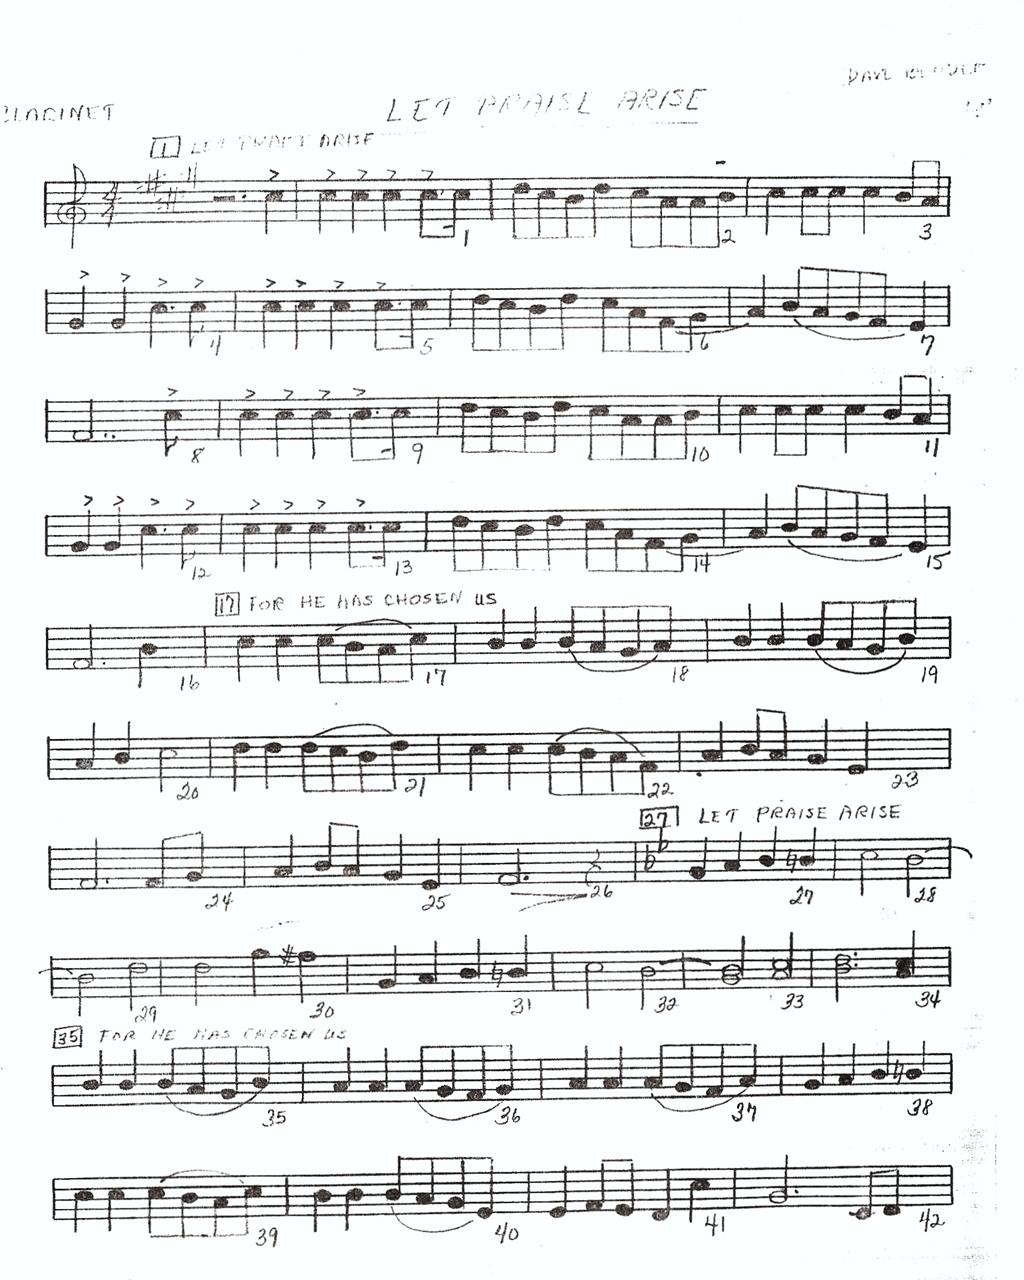 DAVE
CLARINET
LET PRAISE ARISE
1 LET PRAISE ARISE
4 4
1 2 3
4 5 6 7
8 9 10 11
12 13 14 15
17 FOR HE HAS CHOSEN US
16 17 18 19
20 21 22 23
27 LET PRAISE ARISE
24 25 26 27 28
29 30 31 32 33 34
35 FOR HE HAS CHOSEN US
35 36 37 38
39 40 41 42